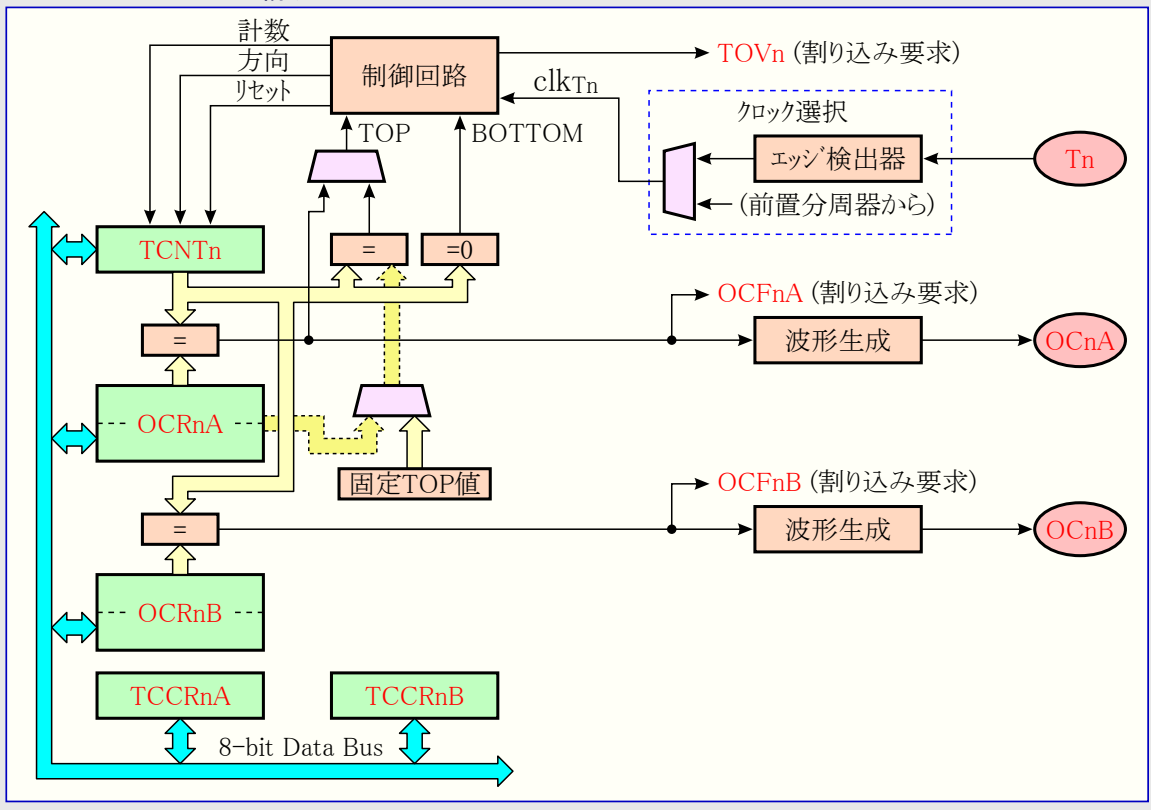 計数
方向
リセット
制御回路
TOVn (割り込み要求)
clkTn
TOP
BOTTOM
クロック選択
エッジ検出器
Tn
(前置分周器から)
TCNTn
=
=0
OCFnA (割り込み要求)
=
波形生成
OCnA
OCRnA
固定TOP値
OCFnB (割り込み要求)
=
波形生成
OCnB
OCRnB
TCCRnA
TCCRnB
8-bit Data Bus